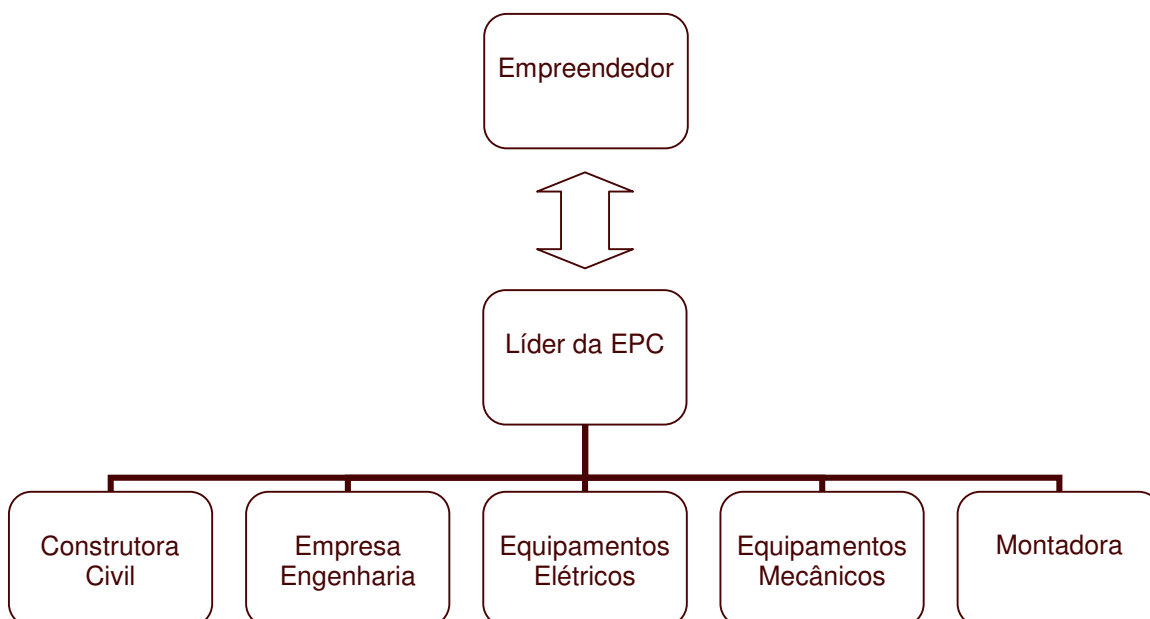 Empreendedor
Líder da EPC
Construtora
Civil
Empresa
Engenharia
Equipamentos
Elétricos
Equipamentos
Mecânicos
Montadora